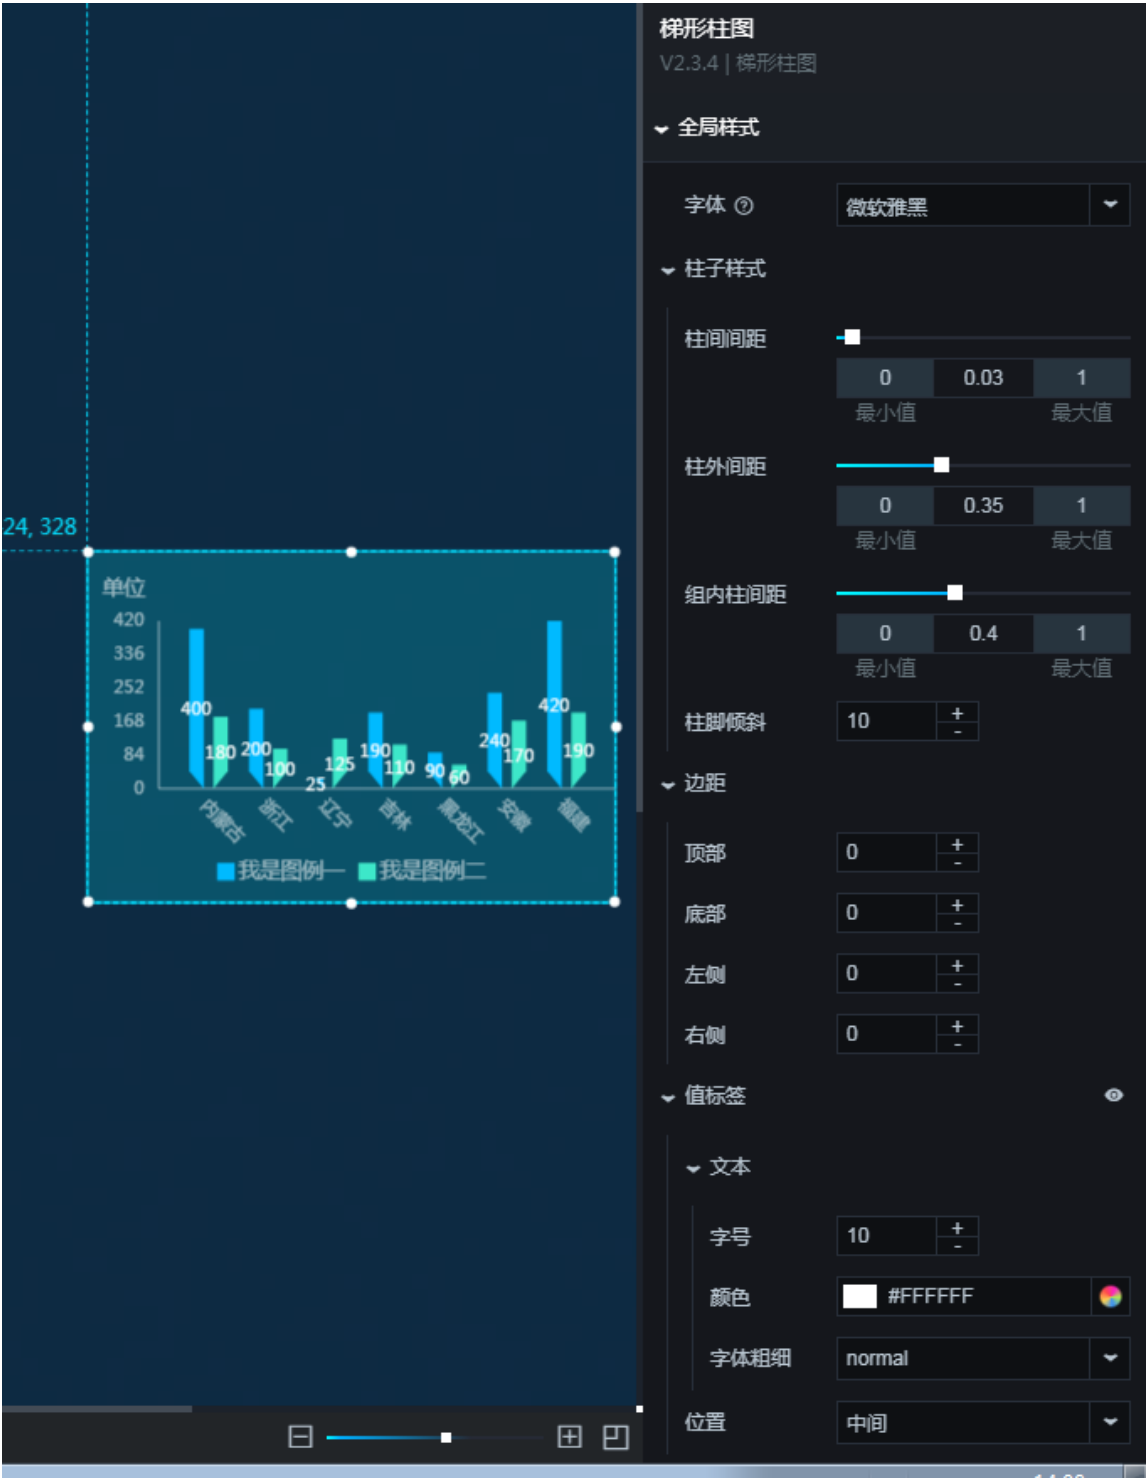 梯形柱图
V2.3.4 | 梯形柱图
全局样式
字体
微软雅黑
柱子样式
柱间间距
0 0.03 1
最小值 最大值
柱外间距
0 0.35 1
最小值 最大值
组内柱间距
0 0.4 1
最小值 最大值
柱脚倾斜 10 + -
边距
顶部 0 + -
底部 0 + -
左侧 0 + -
右侧 0 + -
值标签
文本
字号 10 + -
颜色 #FFFFFF
字体粗细 normal
位置 中间
24, 328
单位
420
336
252
168
84
0
400 180 200 100 25 125 190 110 90 60 240 170 420 190
内蒙古 浙江 辽宁 吉林 黑龙江 安徽 福建
我是图例一 我是图例二